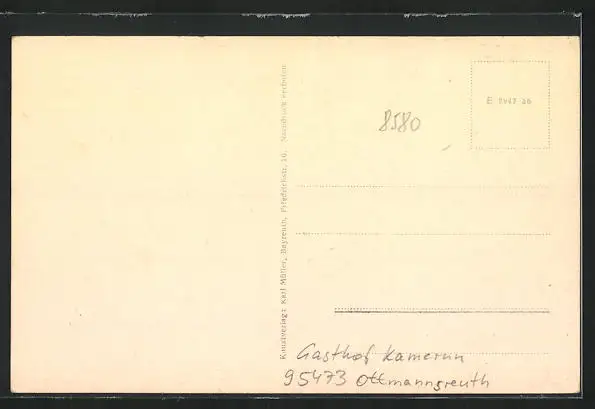 Kunstverlag: Karl Müller, Bayreuth, Friedrichstr. 10. Nachdruck verboten
8580
Gasthof Kamerun
95473 Ottmannsreuth